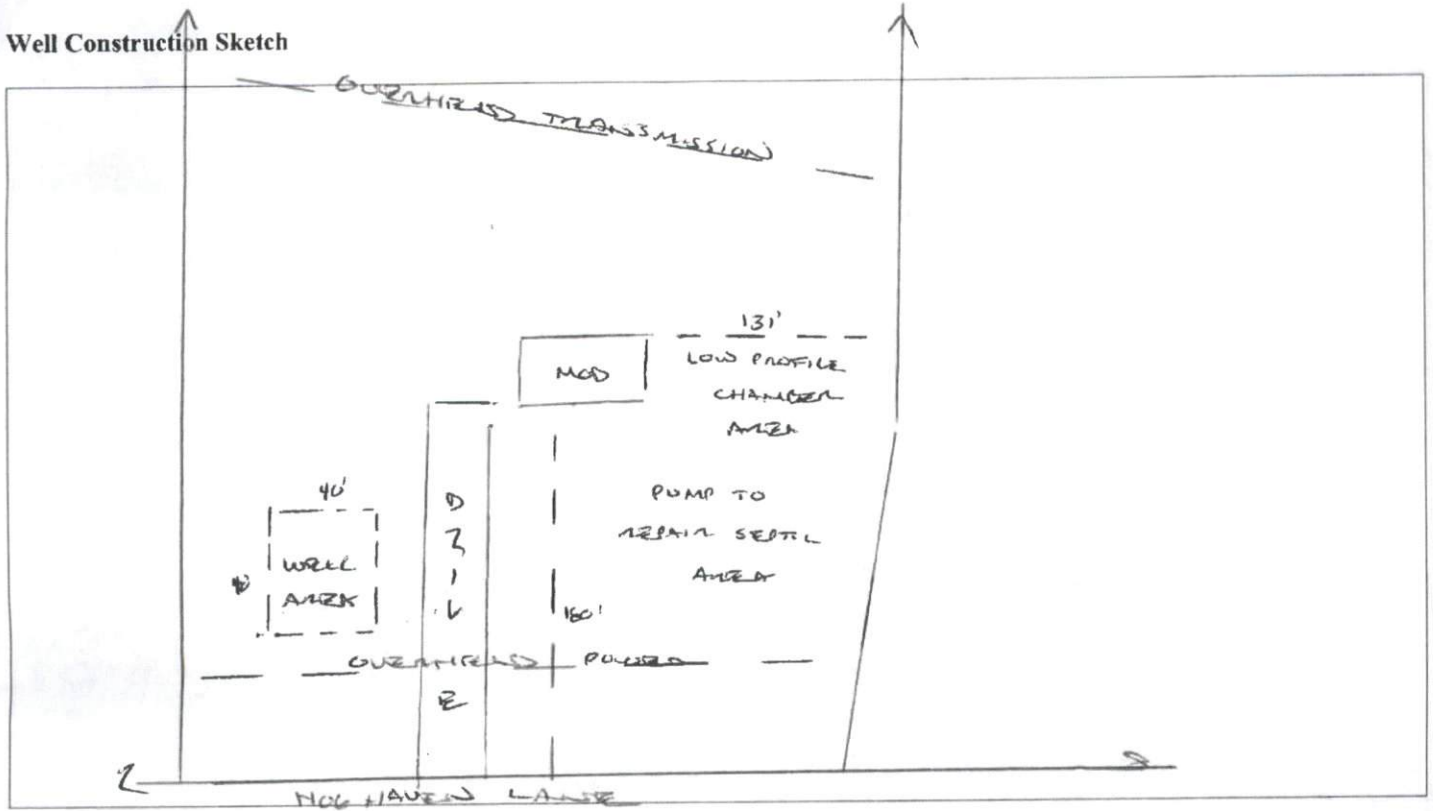 Well Construction Sketch
OVERHEAD TRANSMISSION
131'
MOD
LOW PROFILE
CHAMBER
AREA
40'
DRIVE
PUMP TO
REPAIR SEPTIC
AREA
WELL
AREA
160'
OVERHEAD POWER
HOG HAVEN LANE